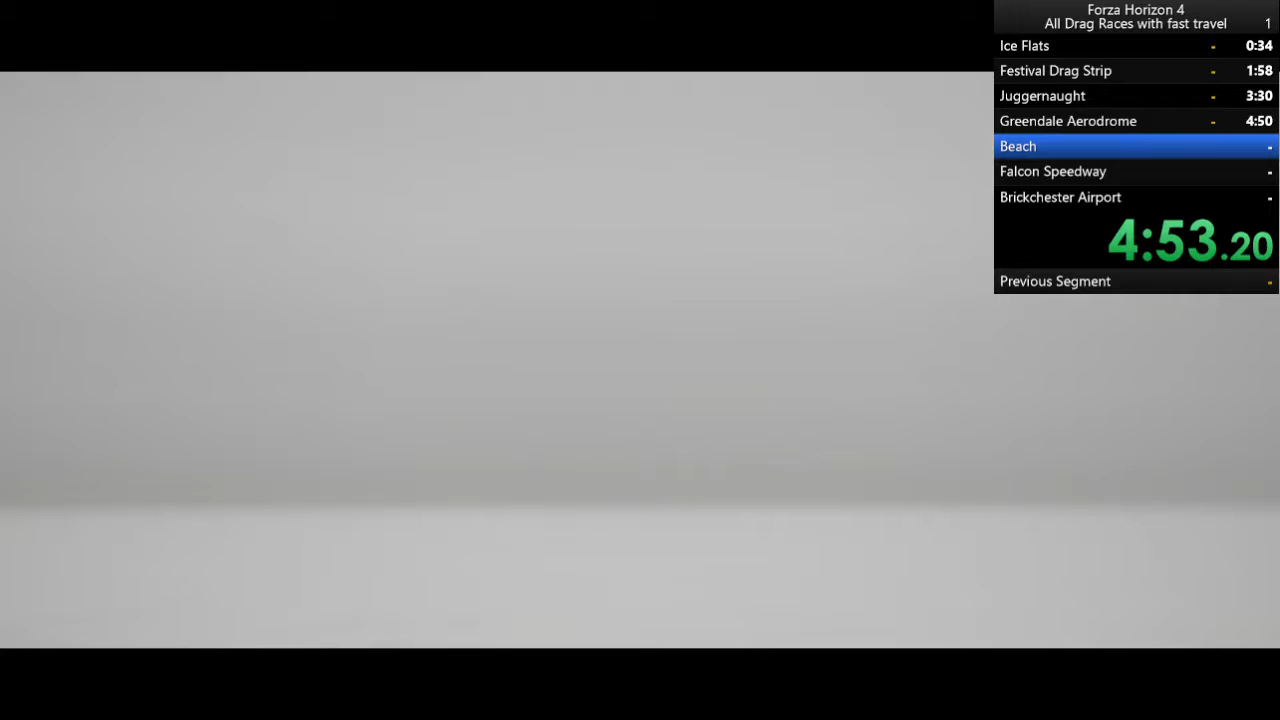 Forza Horizon 4
All Drag Races with fast travel 1
Ice Flats - 0:34
Festival Drag Strip - 1:58
Juggernaught - 3:30
Greendale Aerodrome - 4:50
Beach -
Falcon Speedway -
Brickchester Airport -
4:53.20
Previous Segment -